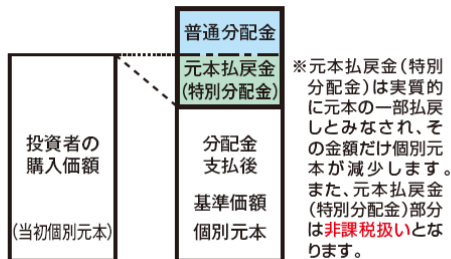 普通分配金
元本払戻金
(特別分配金)
投資者の
購入価額
(当初個別元本)
分配金
支払後
基準価額
個別元本
※元本払戻金(特別
分配金)は実質的
に元本の一部払戻
しとみなされ、そ
の金額だけ個別元
本が減少します。
また、元本払戻金
(特別分配金)部分
は非課税扱いとな
ります。